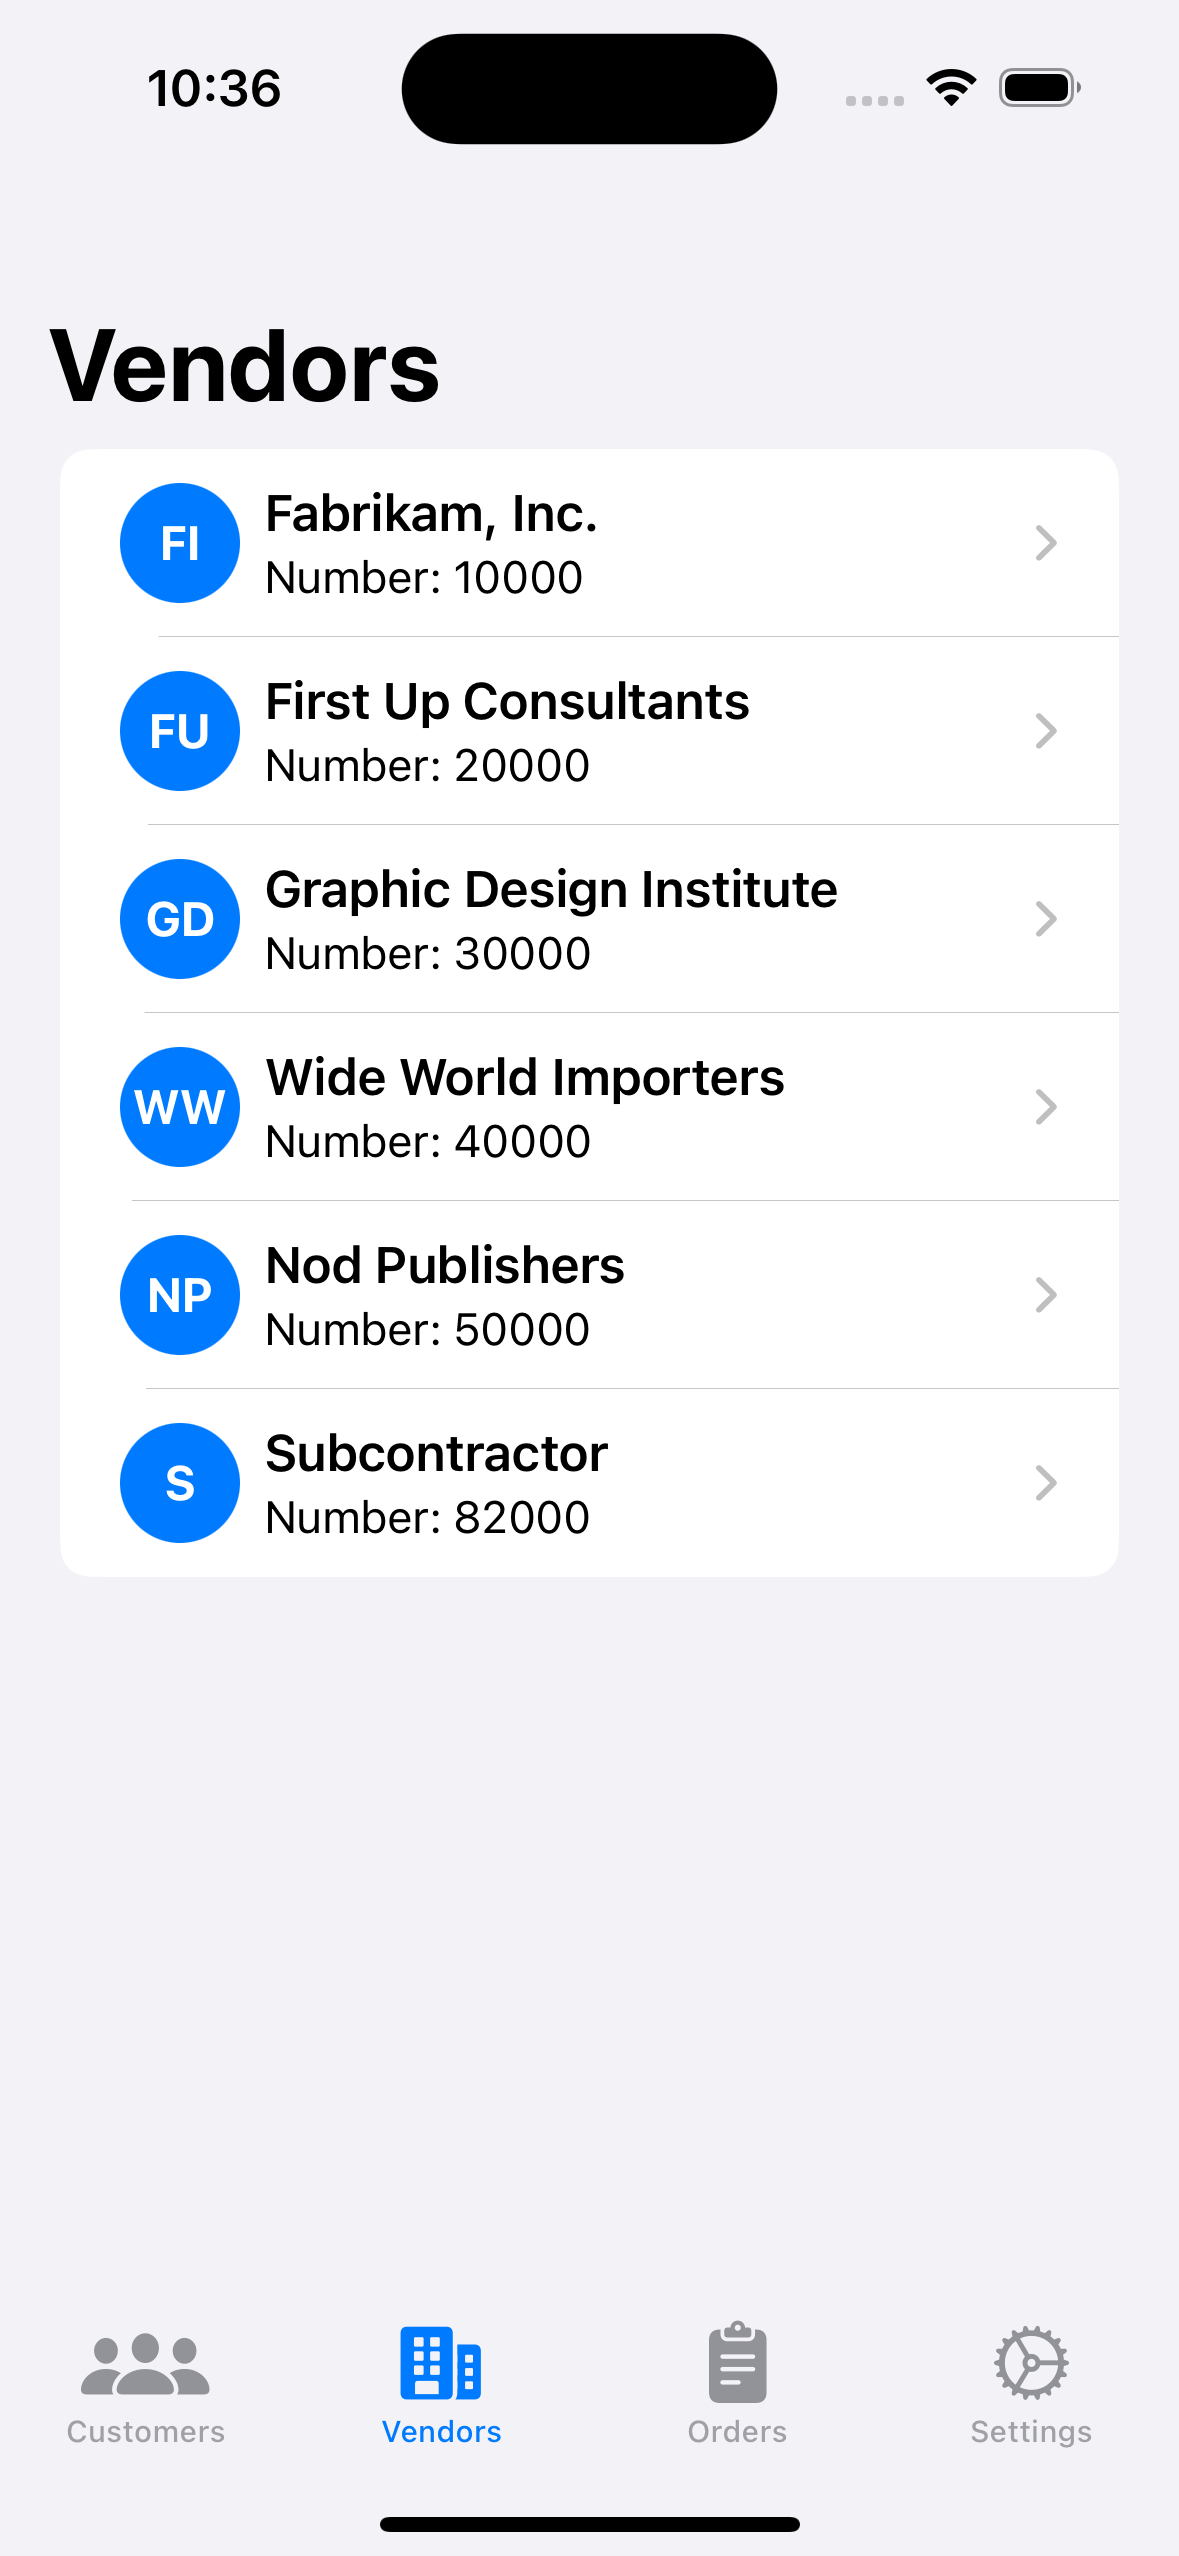 10:36
Vendors
FI
Fabrikam, Inc.
Number: 10000
FU
First Up Consultants
Number: 20000
GD
Graphic Design Institute
Number: 30000
WW
Wide World Importers
Number: 40000
NP
Nod Publishers
Number: 50000
S
Subcontractor
Number: 82000
Customers
Vendors
Orders
Settings